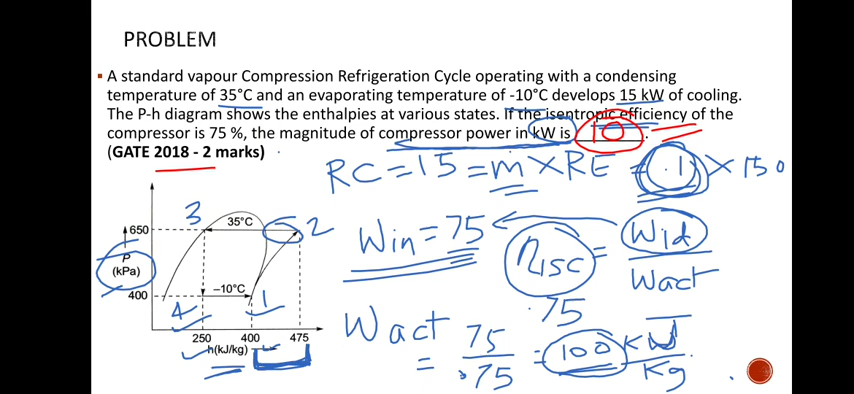 PROBLEM
▪ A standard vapour Compression Refrigeration Cycle operating with a condensing
temperature of 35°C and an evaporating temperature of -10°C develops 15 kW of cooling.
The P-h diagram shows the enthalpies at various states. If the isentropic efficiency of the
compressor is 75 %, the magnitude of compressor power in kW is 10.
(GATE 2018 - 2 marks)
RC = 15 = ṁ × RE = .1 × 150
3
35°C
2
650
Win = 75
ηisc = Wid / Wact
P
(kPa)
.75
-10°C
400
4
1
Wact
= 75 / .75 = 100 kJ / Kg
250 400 475
h(kJ/kg)